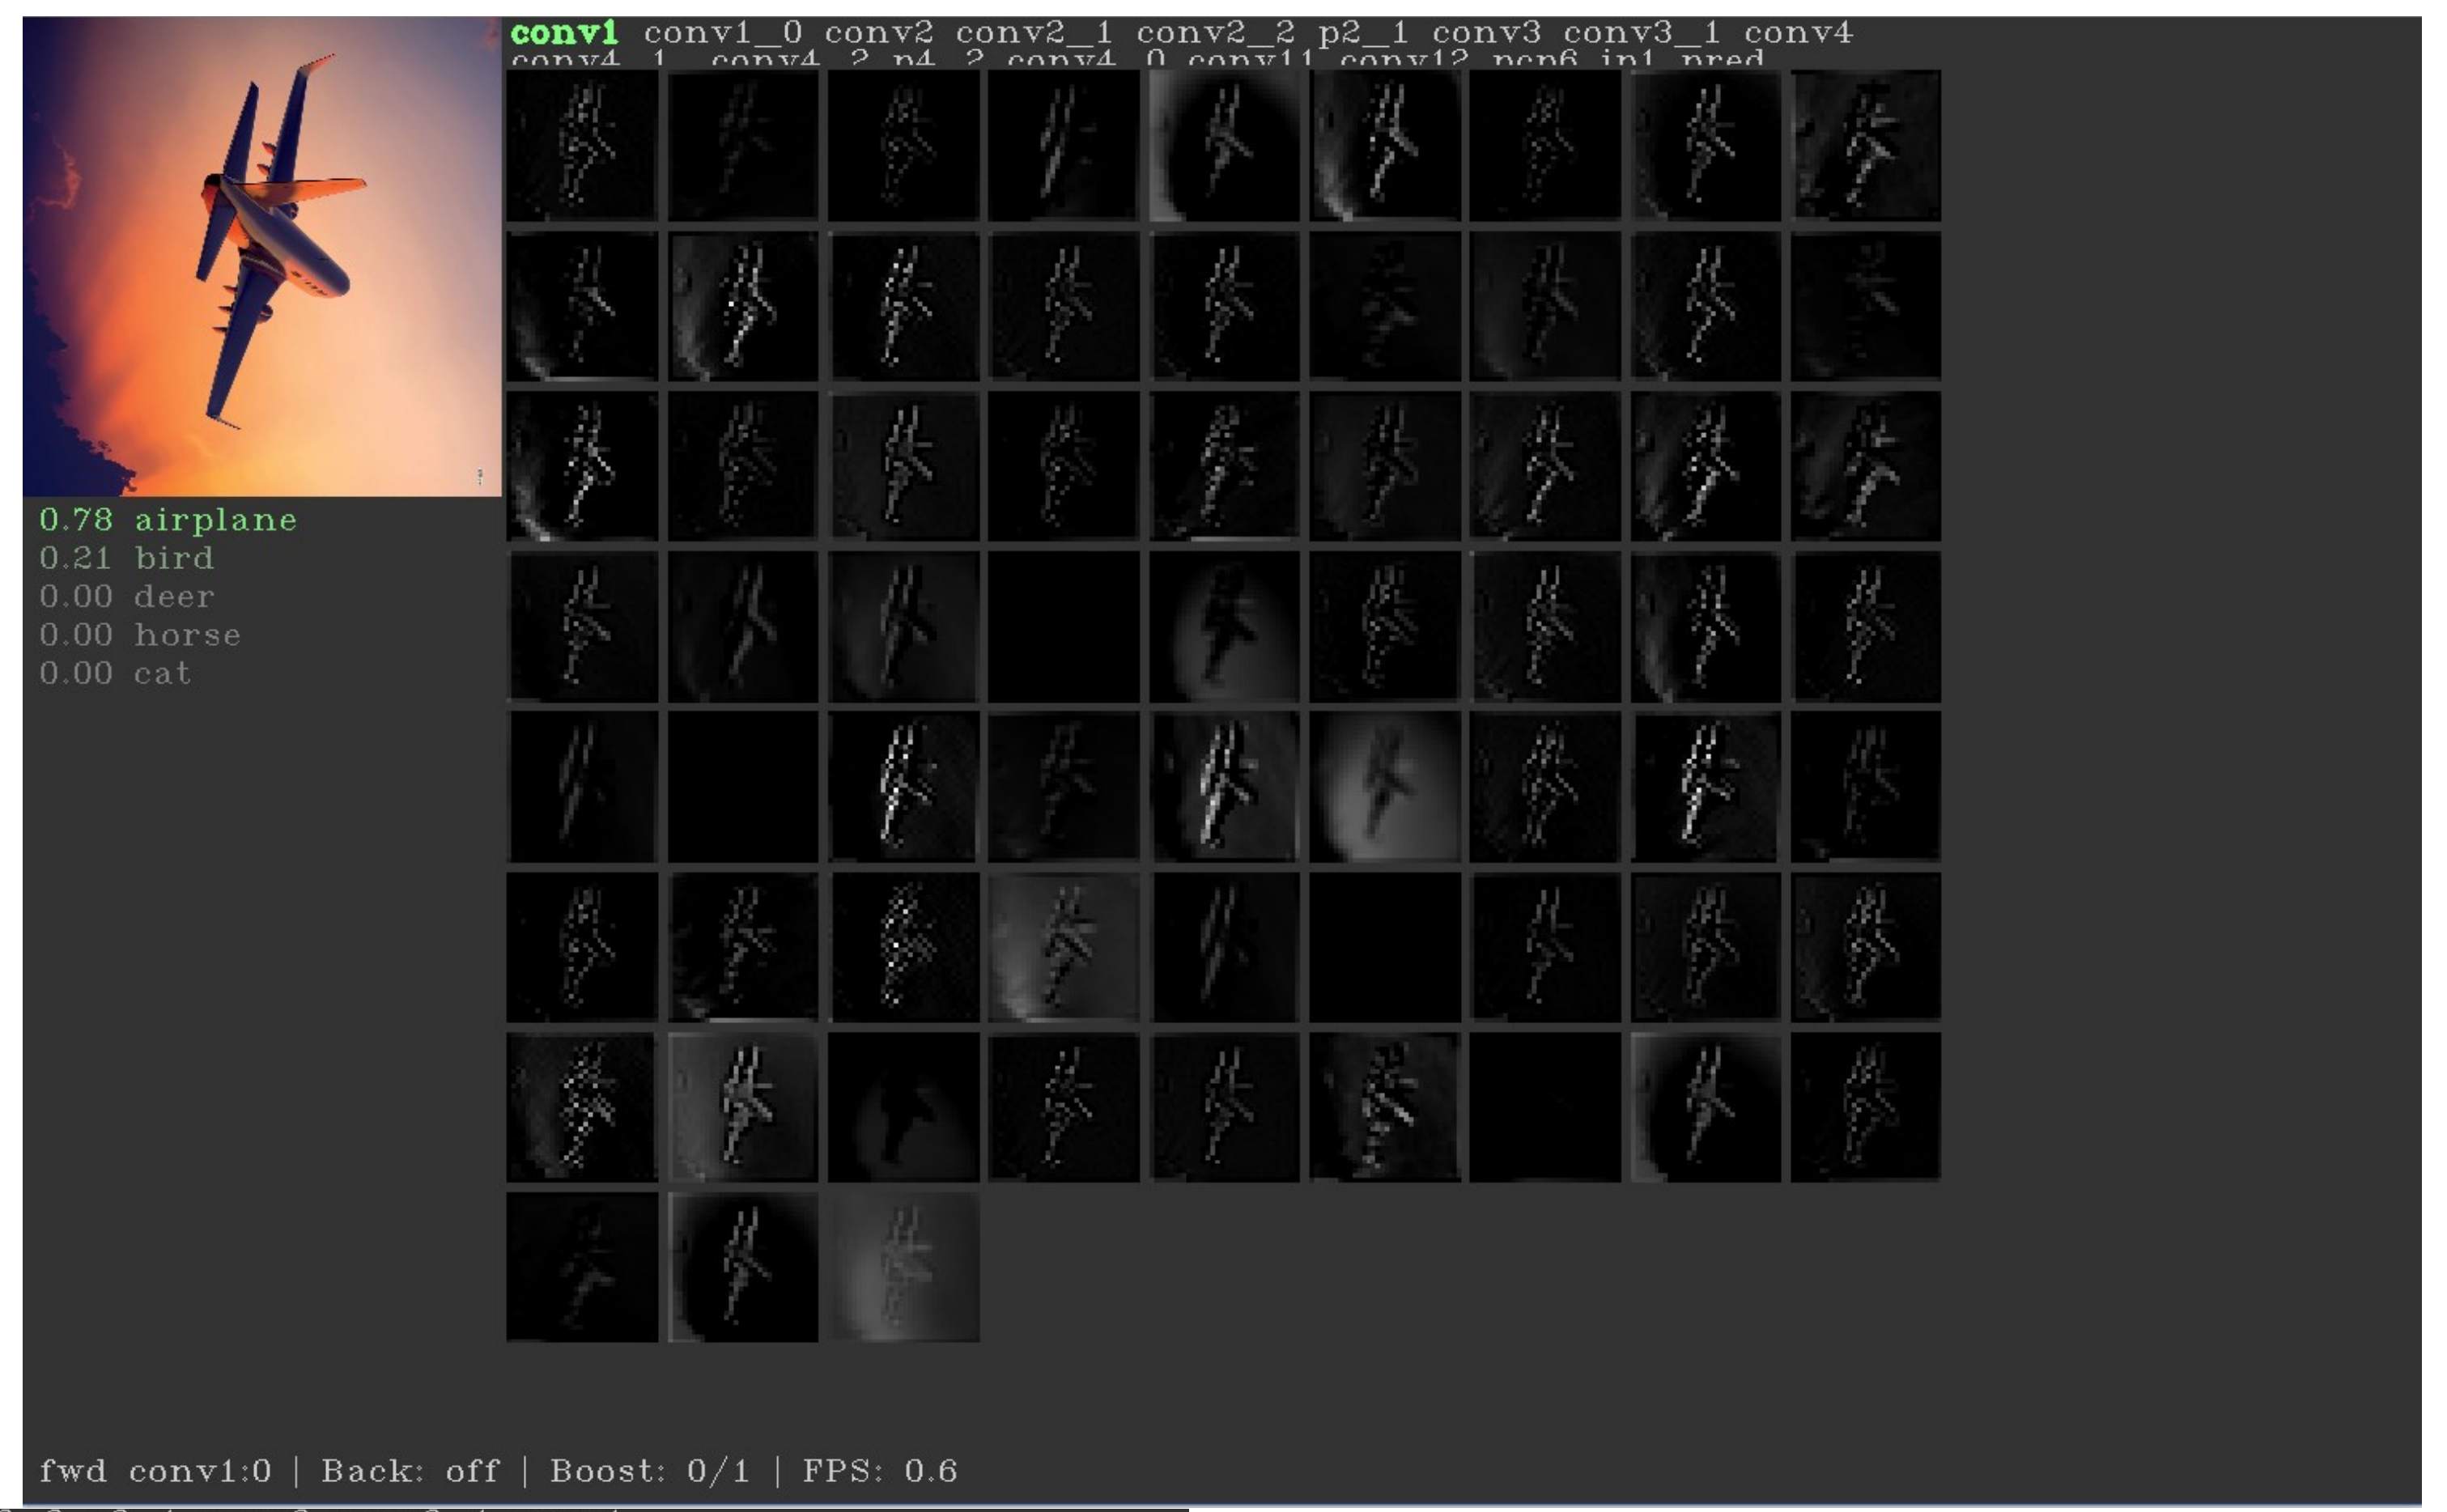 conv1 conv1_0 conv2 conv2_1 conv2_2 p2_1 conv3 conv3_1 conv4
conv4_1 conv4_2 p4_2 conv4_0 conv11 conv12 pcp6 ip1 pred
0.78 airplane
0.21 bird
0.00 deer
0.00 horse
0.00 cat
fwd conv1:0 | Back: off | Boost: 0/1 | FPS: 0.6